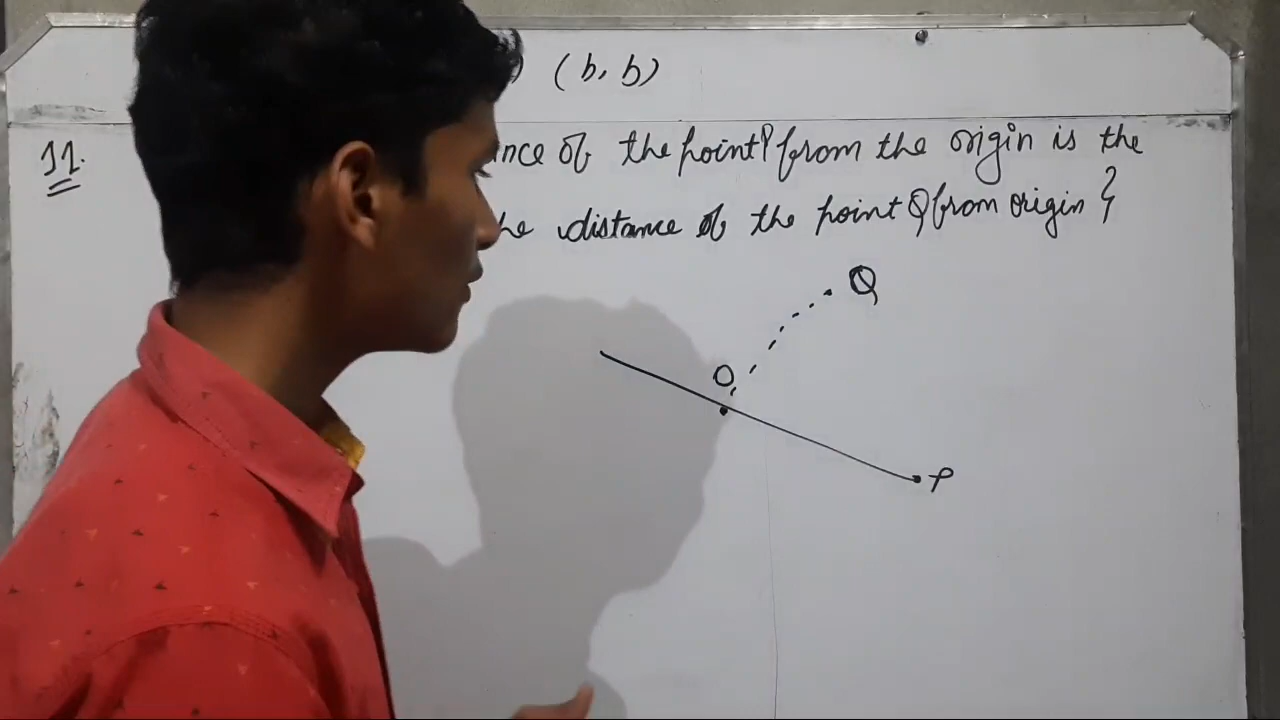 ) (b, b)
11.
nce of the point P from the origin is the
he distance of the point Q from origin }
Q
O
P